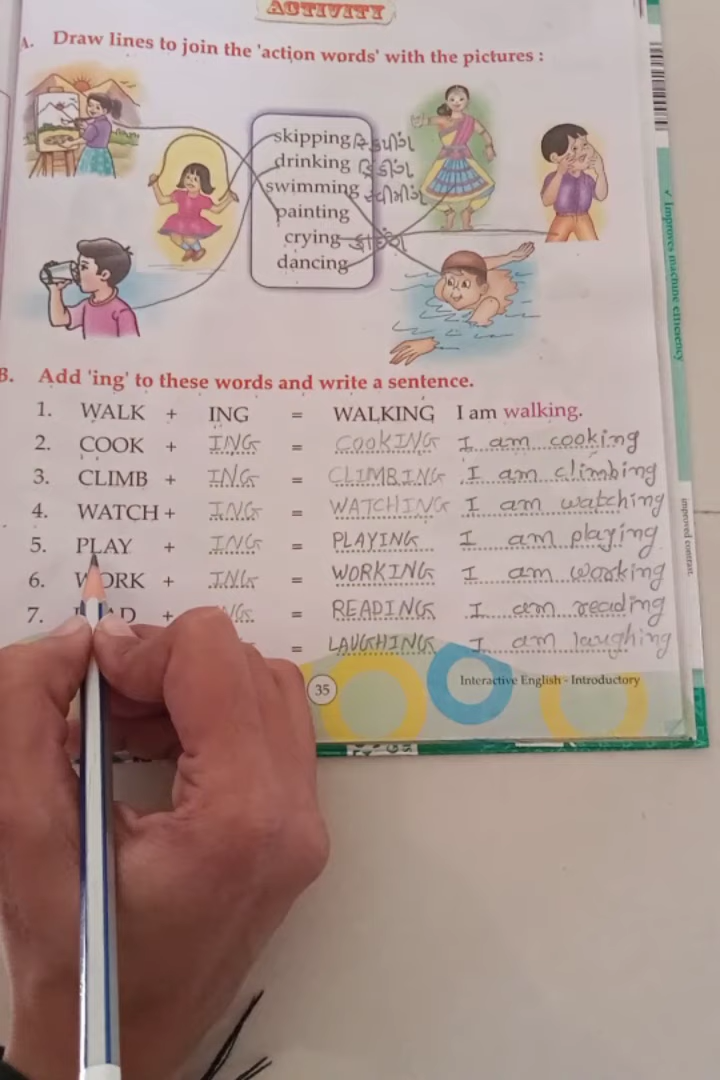 ACTIVITY
A. Draw lines to join the 'action words' with the pictures :
skipping
drinking
swimming
painting
crying
dancing
B. Add 'ing' to these words and write a sentence.
1. WALK + ING = WALKING I am walking.
2. COOK + ING = COOKING I am cooking
3. CLIMB + ING = CLIMBING I am climbing
4. WATCH + ING = WATCHING I am watching
5. PLAY + ING = PLAYING I am playing
6. WORK + ING = WORKING I am working
7. + = READING I am reading
= LAUGHING I am laughing
35
Interactive English - Introductory
✓ Improves machine efficiency
improved contrast.